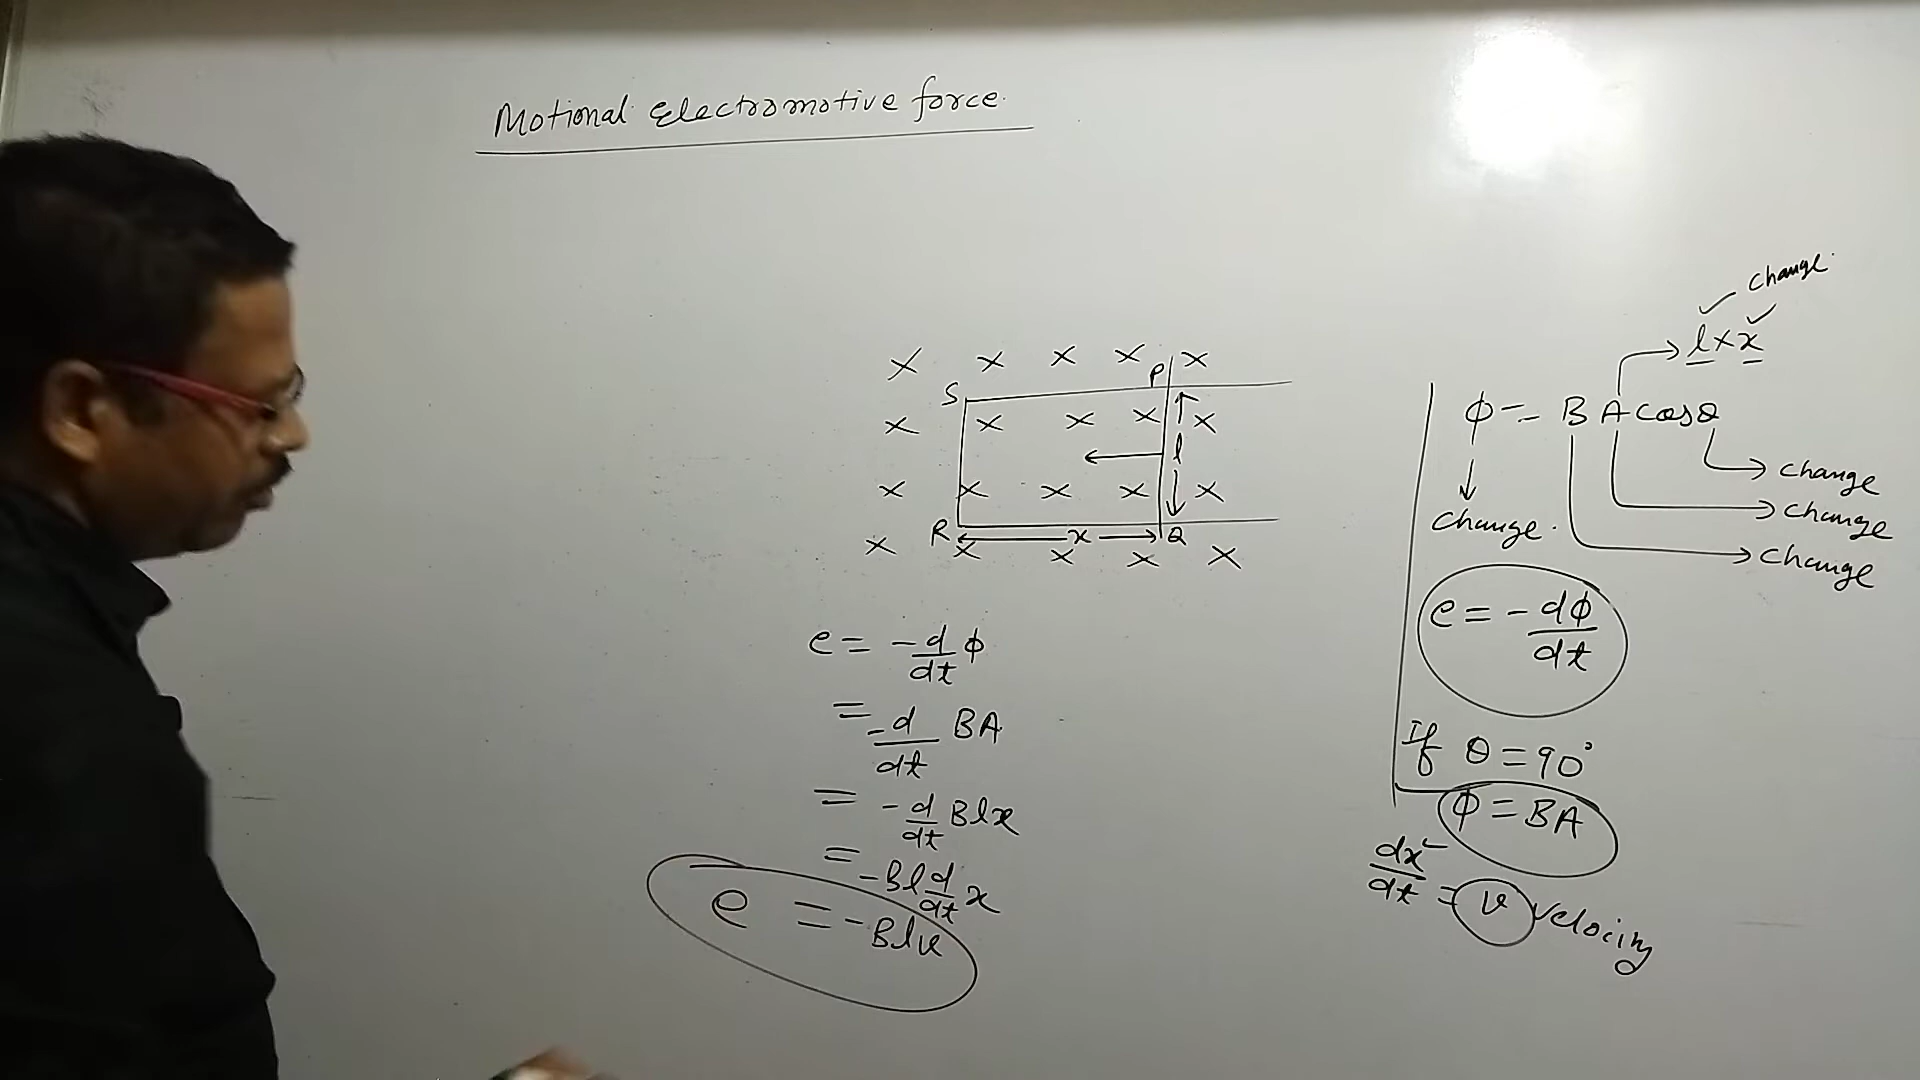 Motional Electromotive force.
change.
l × x
φ = BA cosθ
change
change
change
change.
× × × × ×
S P
× × × × ×
l
× × × × ×
R x Q
× × × × ×
e = -d/dt φ
= -d/dt BA
= -d/dt Blx
= -Bl d/dt x
e = -Blv
e = -dφ/dt
If θ = 90°
φ = BA
dx/dt = v velocity